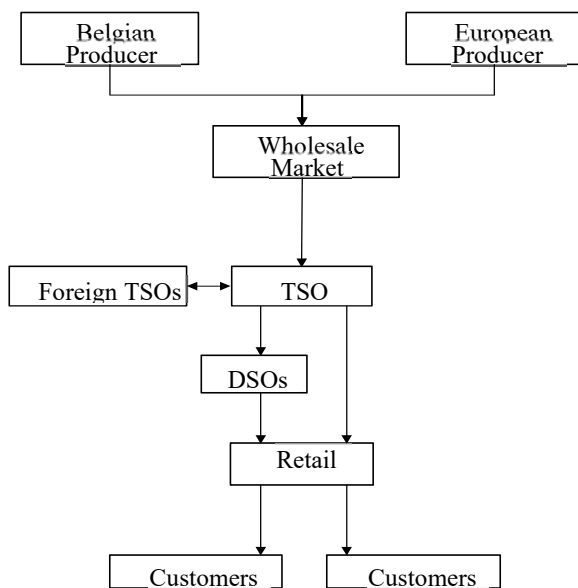 Belgian
Producer
European
Producer
Wholesale
Market
Foreign TSOs
TSO
DSOs
Retail
Customers
Customers